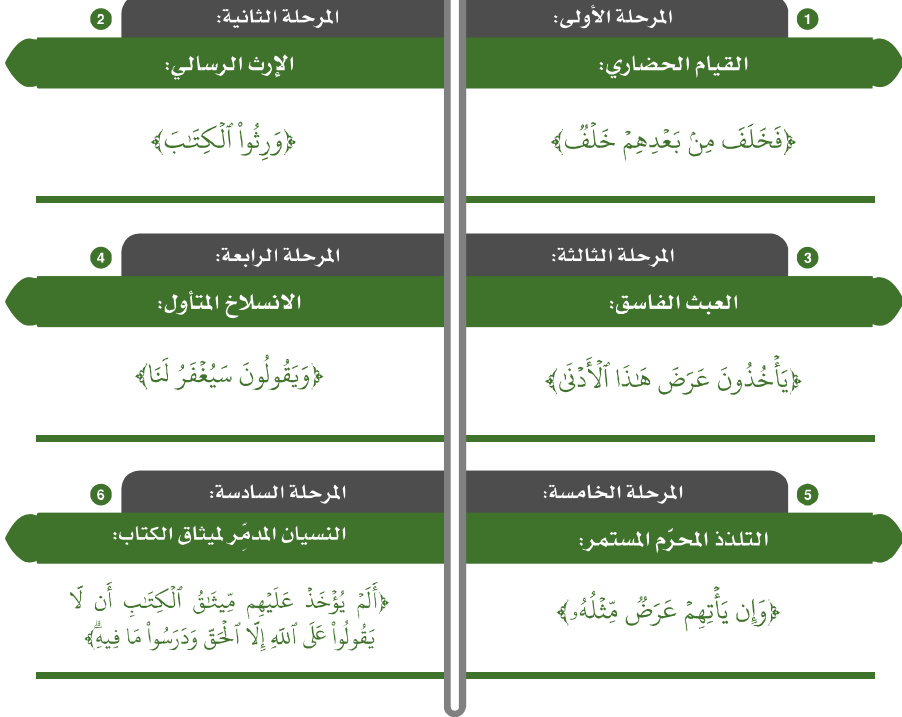 1
المرحلة الأولى:
القيام الحضاري:
﴿فَخَلَفَ مِنۢ بَعۡدِهِمۡ خَلۡفٞ﴾
2
المرحلة الثانية:
الإرث الرسالي:
﴿وَرِثُواْ ٱلۡكِتَٰبَ﴾
3
المرحلة الثالثة:
العبث الفاسق:
﴿يَأۡخُذُونَ عَرَضَ هَٰذَا ٱلۡأَدۡنَىٰ﴾
4
المرحلة الرابعة:
الانسلاخ المتأول:
﴿وَيَقُولُونَ سَيُغۡفَرُ لَنَا﴾
5
المرحلة الخامسة:
التلذذ المحرّم المستمر:
﴿وَإِن يَأۡتِهِمۡ عَرَضٞ مِّثۡلُهُۥ﴾
6
المرحلة السادسة:
النسيان المدمّر لميثاق الكتاب:
﴿أَلَمۡ يُؤۡخَذۡ عَلَيۡهِم مِّيثَٰقُ ٱلۡكِتَٰبِ أَن لَّا
يَقُولُواْ عَلَى ٱللَّهِ إِلَّا ٱلۡحَقَّ وَدَرَسُواْ مَا فِيهِۗ﴾